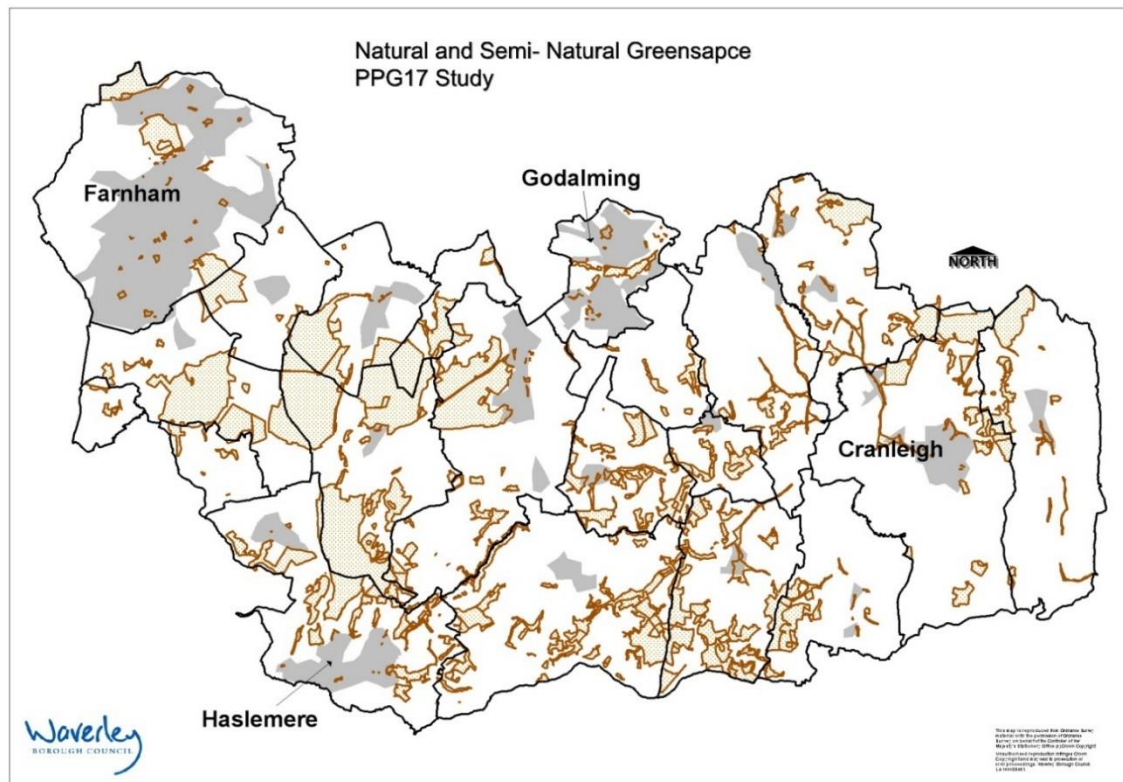 Natural and Semi- Natural Greensapce
PPG17 Study
Godalming
Farnham
NORTH
Cranleigh
Haslemere
Waverley
BOROUGH COUNCIL